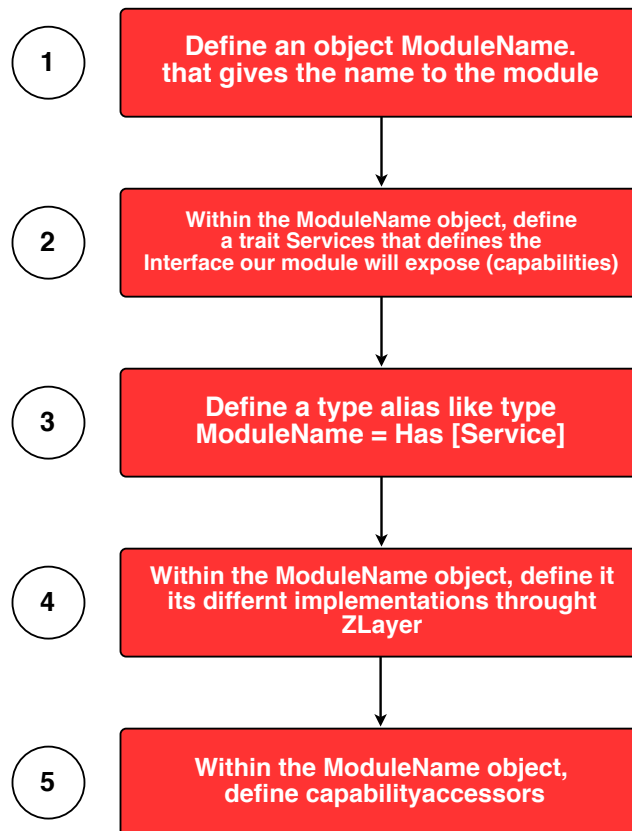 1
Define an object ModuleName.
that gives the name to the module
2
Within the ModuleName object, define
a trait Services that defines the
Interface our module will expose (capabilities)
3
Define a type alias like type
ModuleName = Has [Service]
4
Within the ModuleName object, define it
its differnt implementations throught
ZLayer
5
Within the ModuleName object,
define capabilityaccessors